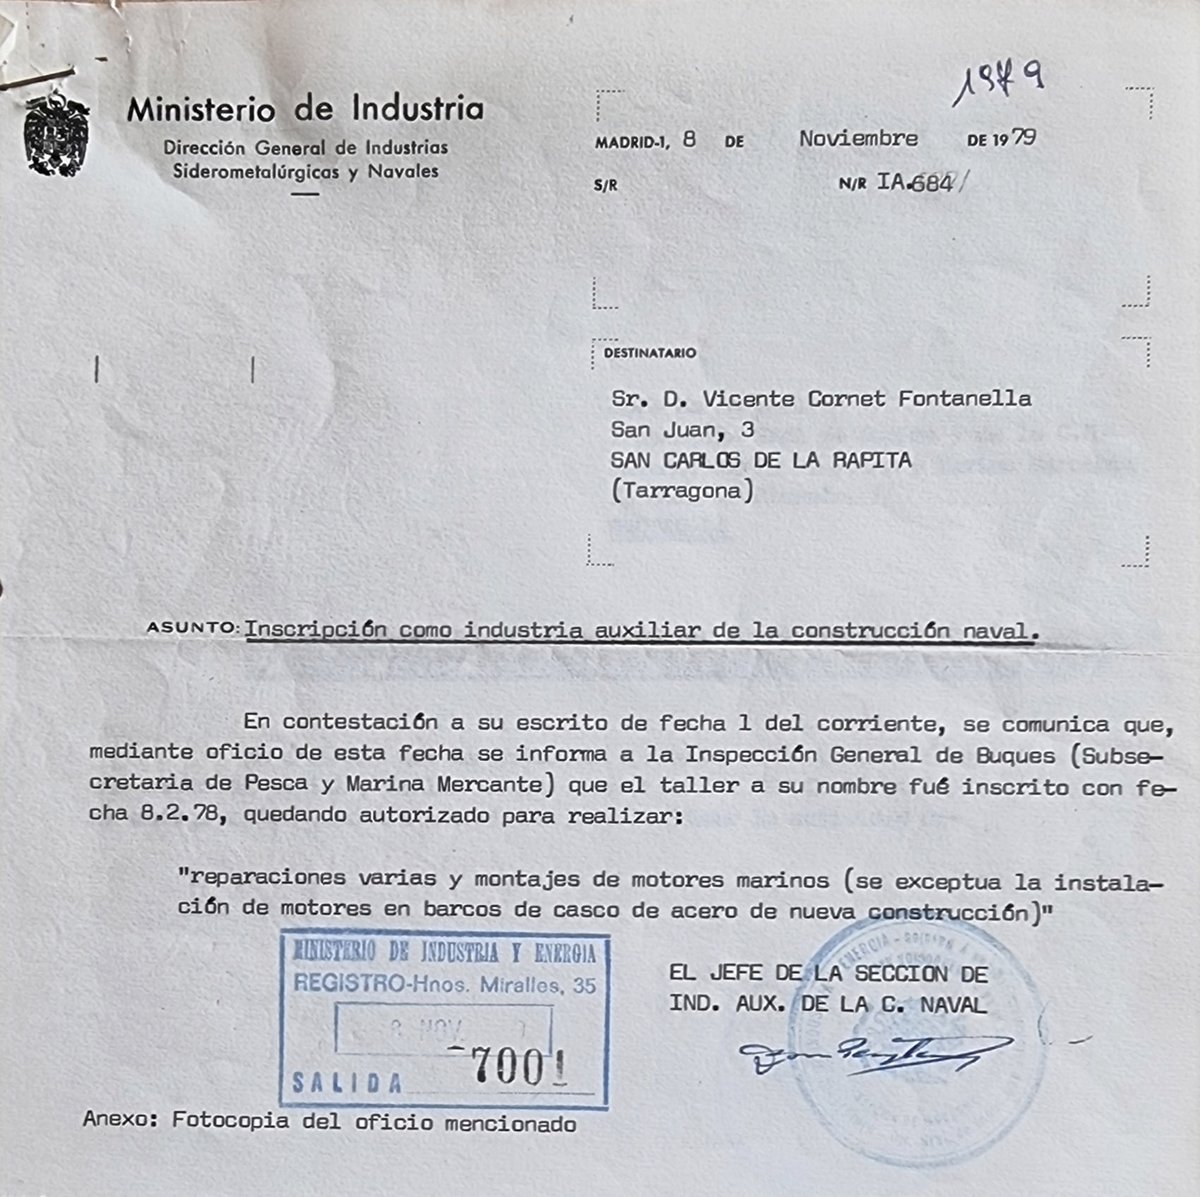 1979
Ministerio de Industria
Dirección General de Industrias
Siderometalúrgicas y Navales
MADRID-1, 8 DE Noviembre DE 1979
S/R N/R IA.684/
DESTINATARIO
Sr. D. Vicente Cornet Fontanella
San Juan, 3
SAN CARLOS DE LA RAPITA
(Tarragona)
ASUNTO: Inscripción como industria auxiliar de la construcción naval.
En contestación a su escrito de fecha 1 del corriente, se comunica que,
mediante oficio de esta fecha se informa a la Inspección General de Buques (Subse-
cretaria de Pesca y Marina Mercante) que el taller a su nombre fué inscrito con fe-
cha 8.2.78, quedando autorizado para realizar:
"reparaciones varias y montajes de motores marinos (se exceptua la instala-
ción de motores en barcos de casco de acero de nueva construcción)"
MINISTERIO DE INDUSTRIA Y ENERGIA
REGISTRO-Hnos. Miralles, 35
8 NOV
7001
SALIDA
EL JEFE DE LA SECCION DE
IND. AUX. DE LA C. NAVAL
Anexo: Fotocopia del oficio mencionado